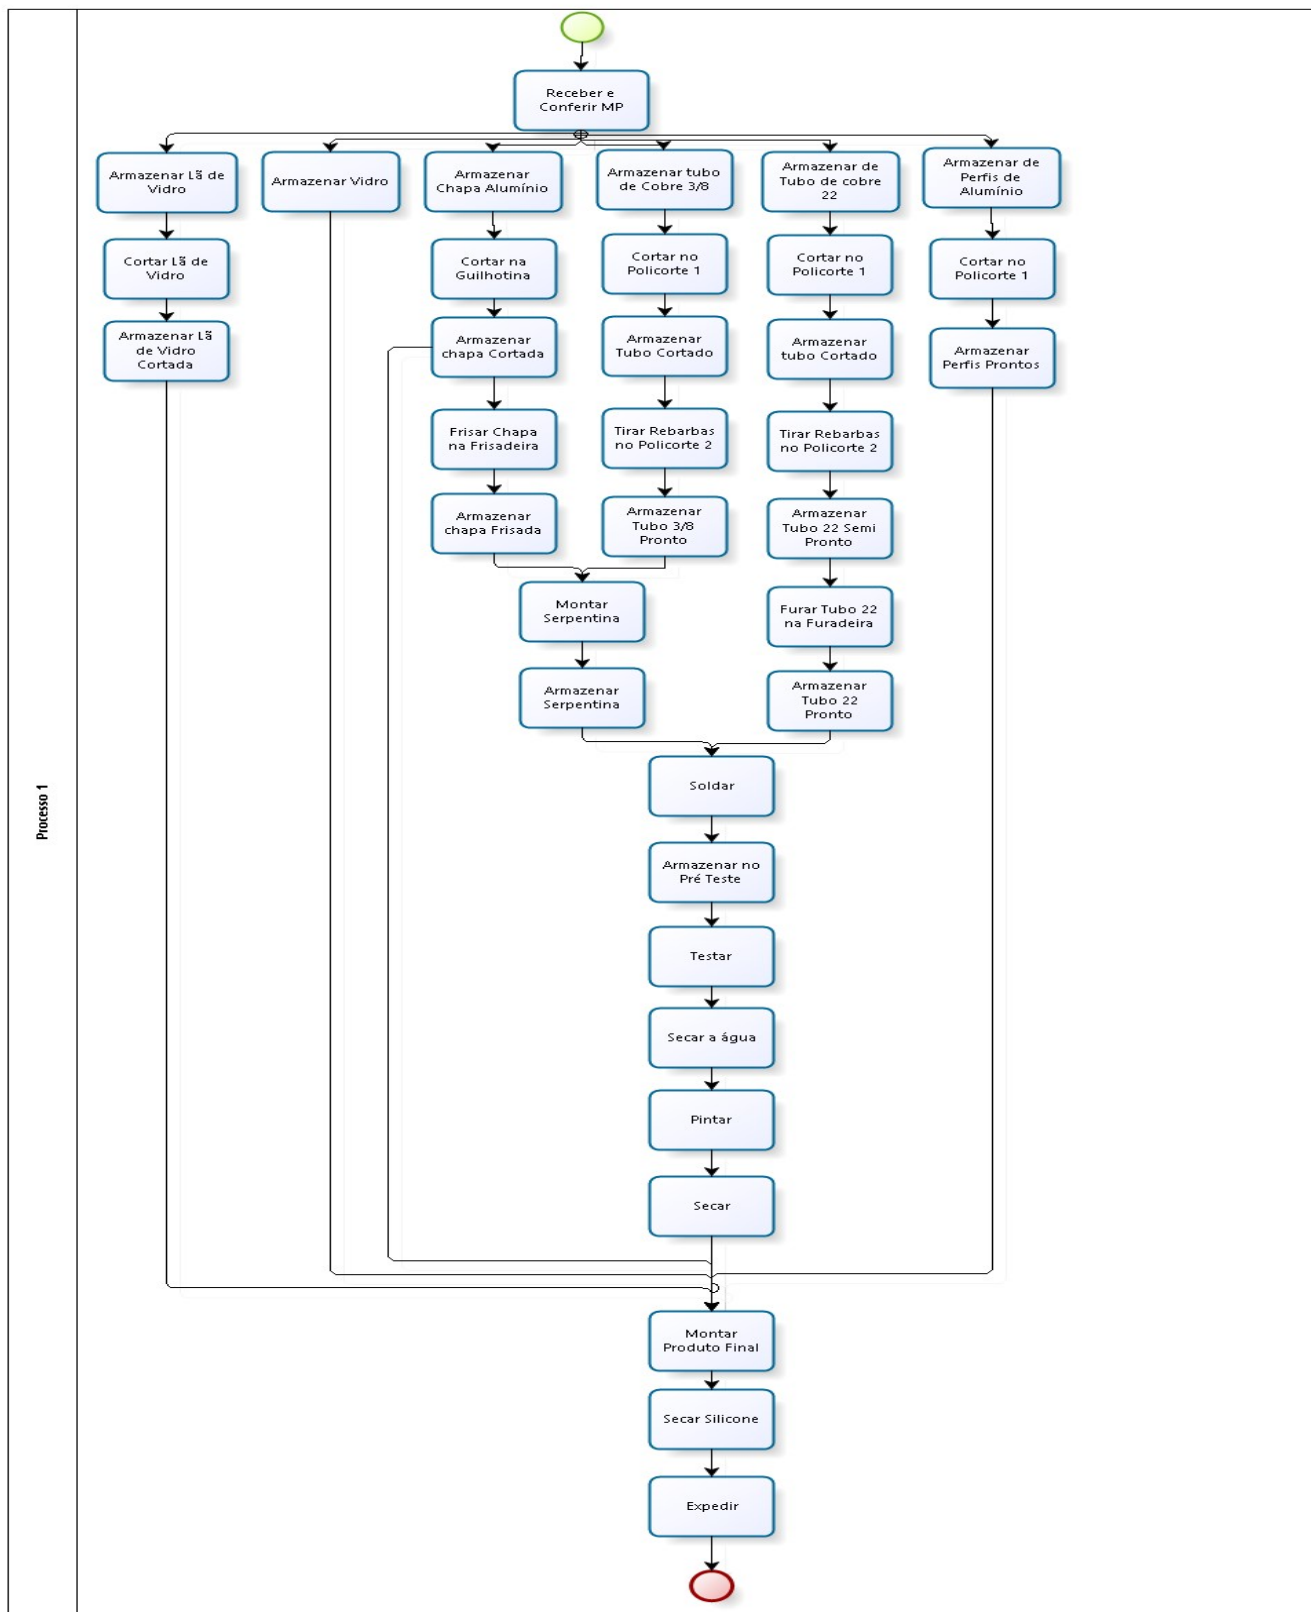 Processo 1
Receber e
Conferir MP
Armazenar Lã de
Vidro
Armazenar Vidro
Armazenar
Chapa Alumínio
Armazenar tubo
de Cobre 3/8
Armazenar de
Tubo de cobre
22
Armazenar de
Perfis de
Alumínio
Cortar Lã de
Vidro
Cortar na
Guilhotina
Cortar no
Policorte 1
Cortar no
Policorte 1
Cortar no
Policorte 1
Armazenar Lã
de Vidro
Cortada
Armazenar
chapa Cortada
Armazenar
Tubo Cortado
Armazenar
tubo Cortado
Armazenar
Perfis Prontos
Frisar Chapa
na Frisadeira
Tirar Rebarbas
no Policorte 2
Tirar Rebarbas
no Policorte 2
Armazenar
chapa Frisada
Armazenar
Tubo 3/8
Pronto
Armazenar
Tubo 22 Semi
Pronto
Montar
Serpentina
Furar Tubo 22
na Furadeira
Armazenar
Serpentina
Armazenar
Tubo 22
Pronto
Soldar
Armazenar no
Pré Teste
Testar
Secar a água
Pintar
Secar
Montar
Produto Final
Secar Silicone
Expedir